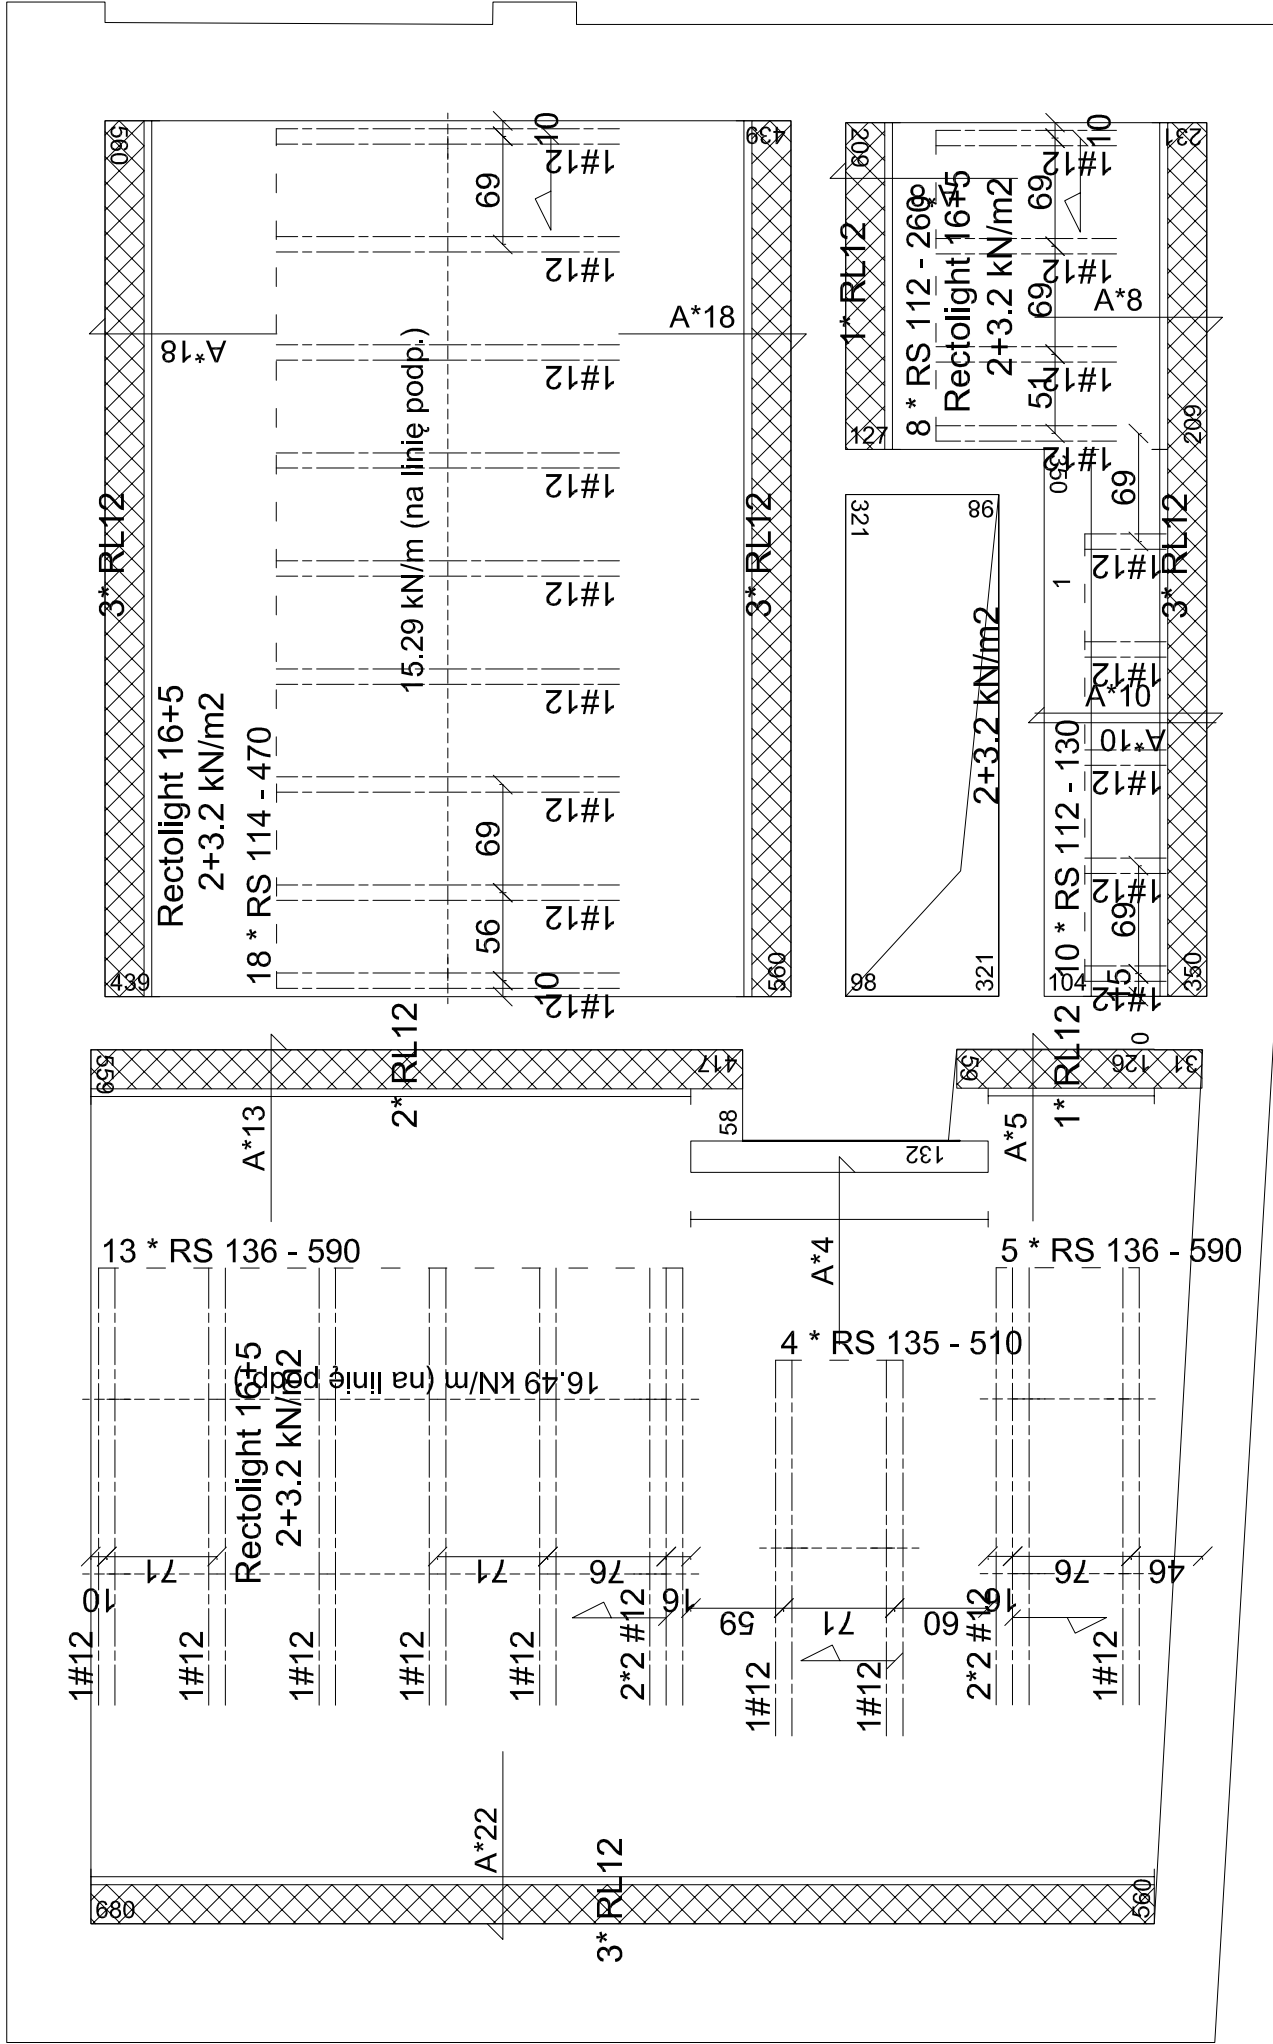 560
439
209
231
10
1#12
69
1#12
A*18
A*18
1#12
15.29 kN/m (na linię podp.)
1#12
3* RL12
3* RL12
1#12
1#12
Rectolight 16+5
2+3.2 kN/m2
18 * RS 114 - 470
1#12
69
1#12
56
10
1#12
439
560
1* RL12
8 * RS 112 - 260
A*8
Rectolight 16+5
2+3.2 kN/m2
10
1#12
69
1#12
69
A*8
1#12
51
1#12
127
350
209
69
3* RL12
321
98
2+3.2 kN/m2
98
321
1
1#12
1#12
A*10
A*10
10 * RS 112 - 130
1#12
1#12
69
15
1#12
104
350
559
2* RL12
417
58
59
1* RL12
0
126
31
A*13
132
A*5
13 * RS 136 - 590
A*4
5 * RS 136 - 590
4 * RS 135 - 510
Rectolight 16+5
2+3.2 kN/m2
16.49 kN/m (na linię podp.)
10
71
71
76
16
59
71
60
16
76
46
1#12
1#12
1#12
1#12
1#12
2*2 #12
1#12
1#12
2*2 #12
1#12
A*22
680
3* RL12
560